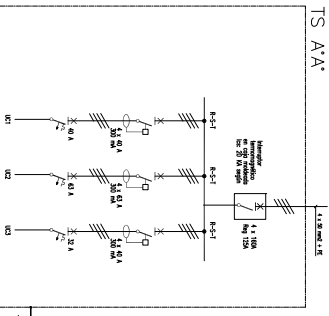 TS A'A'
4 x 50 mm2 + PE
Interruptor
termomagnético
en caja moldeada
Icc: 20 KA según
4 x 160A
Reg 125A
R-S-T
R-S-T
R-S-T
4 x 40 A
300 mA
4 x 63 A
300 mA
4 x 40 A
300 mA
40 A
63 A
32 A
UC1
UC2
UC3